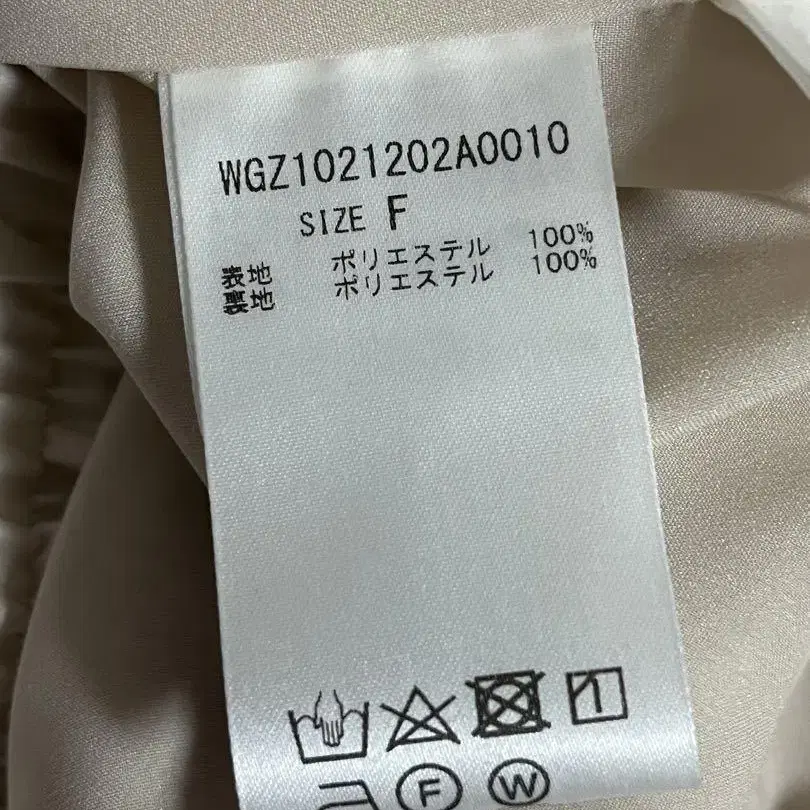 WGZ1021202A0010
SIZE F
表地 ポリエステル 100%
裏地 ポリエステル 100%
F W